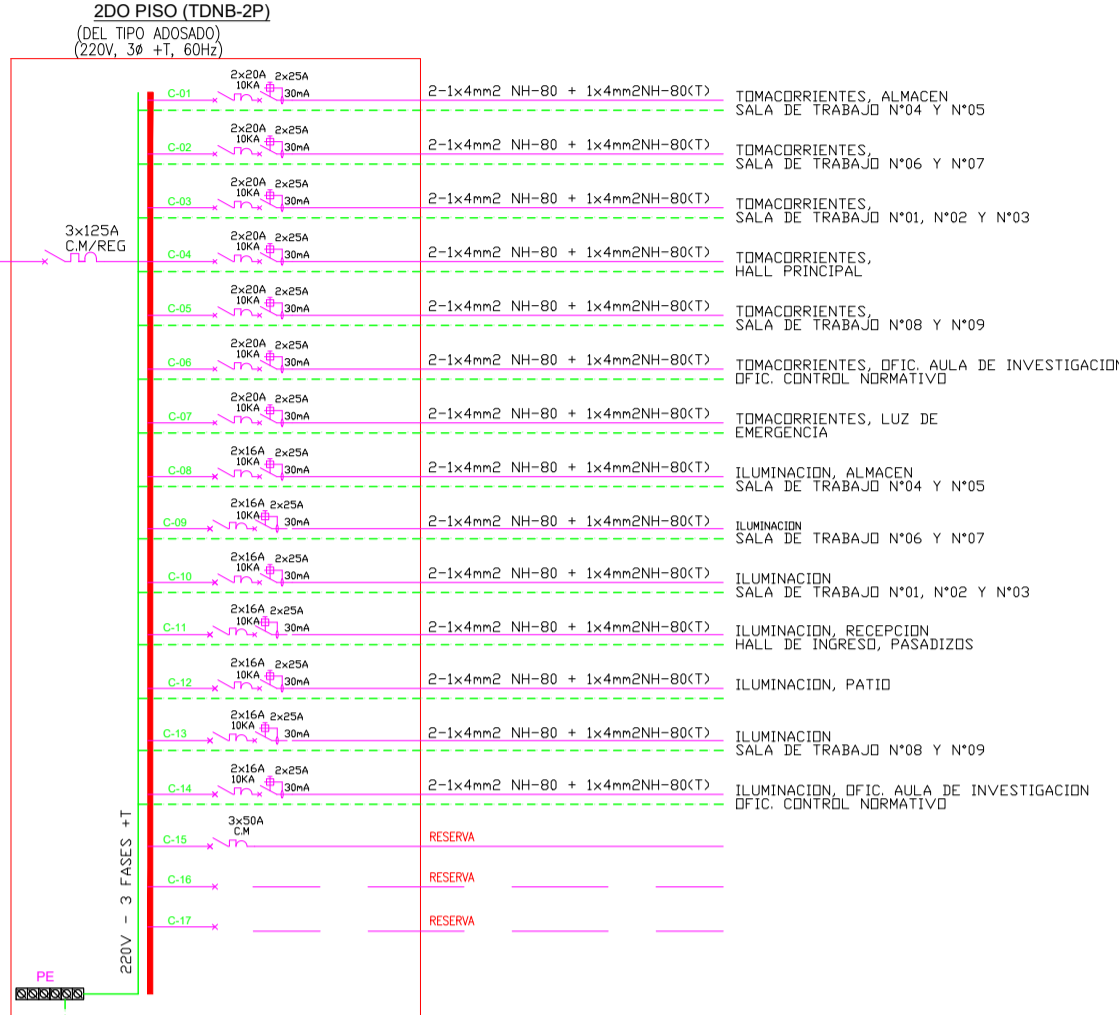 2DO PISO (TDNB-2P)
(DEL TIPO ADOSADO)
(220V, 3Ø +T, 60Hz)
3x125A
C.M/REG
C-01
2x20A
10KA
2x25A
30mA
2-1x4mm2 NH-80 + 1x4mm2NH-80(T)
TOMACORRIENTES, ALMACEN
SALA DE TRABAJO N°04 Y N°05
C-02
2x20A
10KA
2x25A
30mA
2-1x4mm2 NH-80 + 1x4mm2NH-80(T)
TOMACORRIENTES,
SALA DE TRABAJO N°06 Y N°07
C-03
2x20A
10KA
2x25A
30mA
2-1x4mm2 NH-80 + 1x4mm2NH-80(T)
TOMACORRIENTES,
SALA DE TRABAJO N°01, N°02 Y N°03
C-04
2x20A
10KA
2x25A
30mA
2-1x4mm2 NH-80 + 1x4mm2NH-80(T)
TOMACORRIENTES,
HALL PRINCIPAL
C-05
2x20A
10KA
2x25A
30mA
2-1x4mm2 NH-80 + 1x4mm2NH-80(T)
TOMACORRIENTES,
SALA DE TRABAJO N°08 Y N°09
C-06
2x20A
10KA
2x25A
30mA
2-1x4mm2 NH-80 + 1x4mm2NH-80(T)
TOMACORRIENTES, OFIC. AULA DE INVESTIGACION
OFIC. CONTROL NORMATIVO
C-07
2x20A
10KA
2x25A
30mA
2-1x4mm2 NH-80 + 1x4mm2NH-80(T)
TOMACORRIENTES, LUZ DE
EMERGENCIA
C-08
2x16A
10KA
2x25A
30mA
2-1x4mm2 NH-80 + 1x4mm2NH-80(T)
ILUMINACION, ALMACEN
SALA DE TRABAJO N°04 Y N°05
C-09
2x16A
10KA
2x25A
30mA
2-1x4mm2 NH-80 + 1x4mm2NH-80(T)
ILUMINACION
SALA DE TRABAJO N°06 Y N°07
C-10
2x16A
10KA
2x25A
30mA
2-1x4mm2 NH-80 + 1x4mm2NH-80(T)
ILUMINACION
SALA DE TRABAJO N°01, N°02 Y N°03
C-11
2x16A
10KA
2x25A
30mA
2-1x4mm2 NH-80 + 1x4mm2NH-80(T)
ILUMINACION, RECEPCION
HALL DE INGRESO, PASADIZOS
C-12
2x16A
10KA
2x25A
30mA
2-1x4mm2 NH-80 + 1x4mm2NH-80(T)
ILUMINACION, PATIO
C-13
2x16A
10KA
2x25A
30mA
2-1x4mm2 NH-80 + 1x4mm2NH-80(T)
ILUMINACION
SALA DE TRABAJO N°08 Y N°09
C-14
2x16A
10KA
2x25A
30mA
2-1x4mm2 NH-80 + 1x4mm2NH-80(T)
ILUMINACION, OFIC. AULA DE INVESTIGACION
OFIC. CONTROL NORMATIVO
C-15
3x50A
C.M
RESERVA
C-16
RESERVA
C-17
RESERVA
220V - 3 FASES +T
PE